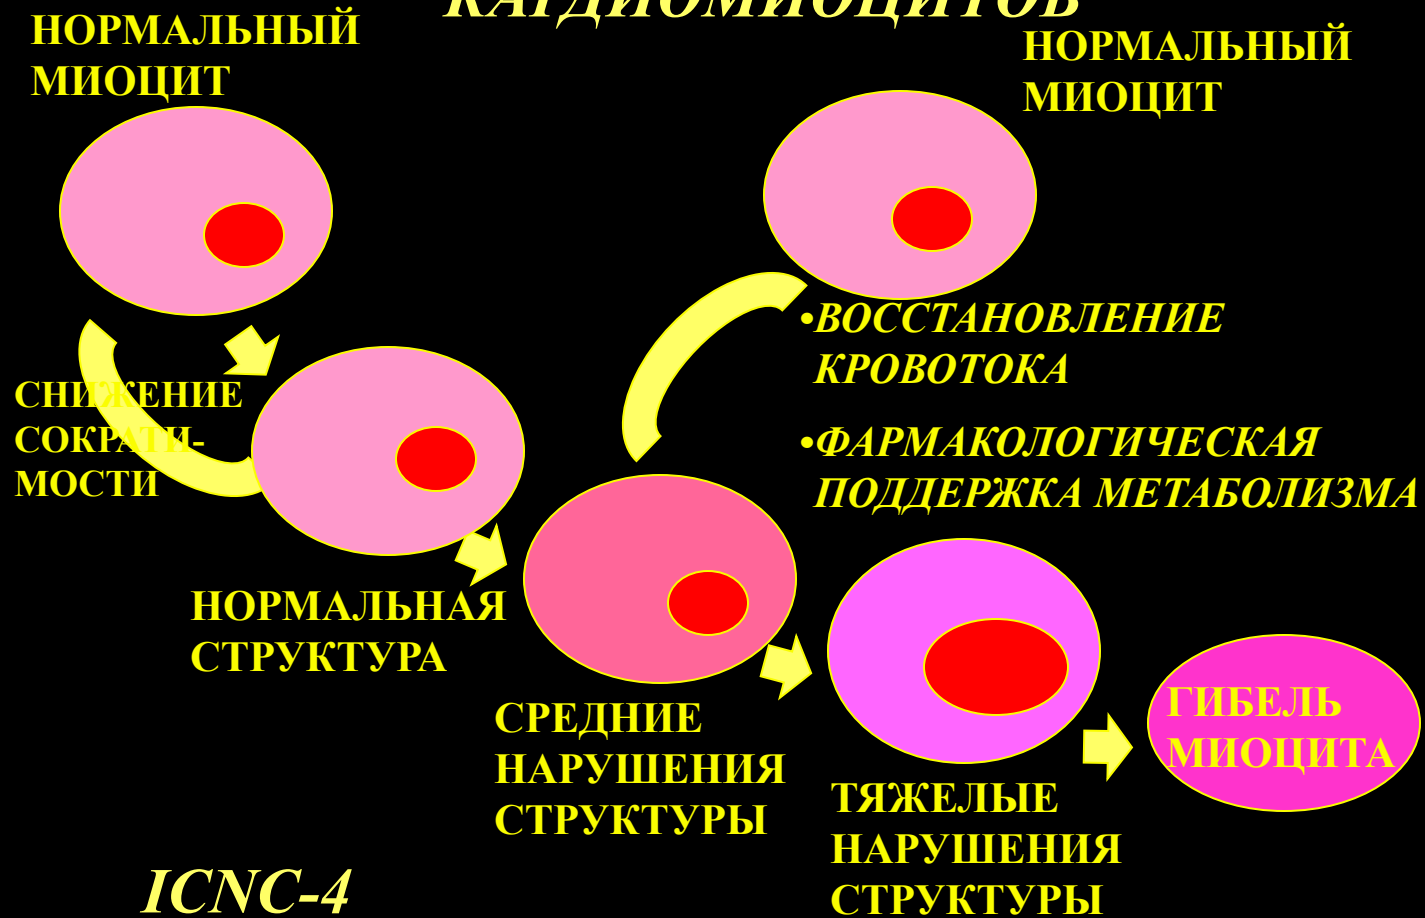 КАРДИОМИОЦИТОВ
НОРМАЛЬНЫЙ
МИОЦИТ
НОРМАЛЬНЫЙ
МИОЦИТ
•ВОССТАНОВЛЕНИЕ
КРОВОТОКА
•ФАРМАКОЛОГИЧЕСКАЯ
ПОДДЕРЖКА МЕТАБОЛИЗМА
СНИЖЕНИЕ
СОКРАТИ-
МОСТИ
НОРМАЛЬНАЯ
СТРУКТУРА
СРЕДНИЕ
НАРУШЕНИЯ
СТРУКТУРЫ
ТЯЖЕЛЫЕ
НАРУШЕНИЯ
СТРУКТУРЫ
ГИБЕЛЬ
МИОЦИТА
ICNC-4